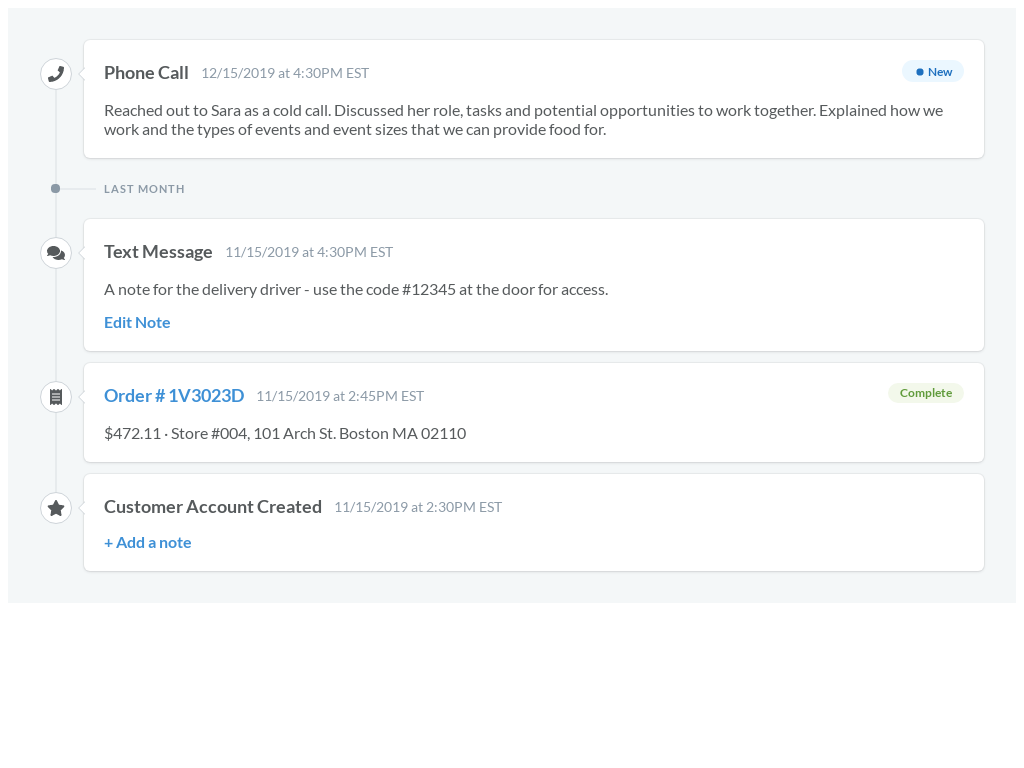 Phone Call 12/15/2019 at 4:30PM EST New
Reached out to Sara as a cold call. Discussed her role, tasks and potential opportunities to work together. Explained how we
work and the types of events and event sizes that we can provide food for.
LAST MONTH
Text Message 11/15/2019 at 4:30PM EST
A note for the delivery driver - use the code #12345 at the door for access.
Edit Note
Order # 1V3023D 11/15/2019 at 2:45PM EST Complete
$472.11 · Store #004, 101 Arch St. Boston MA 02110
Customer Account Created 11/15/2019 at 2:30PM EST
+ Add a note